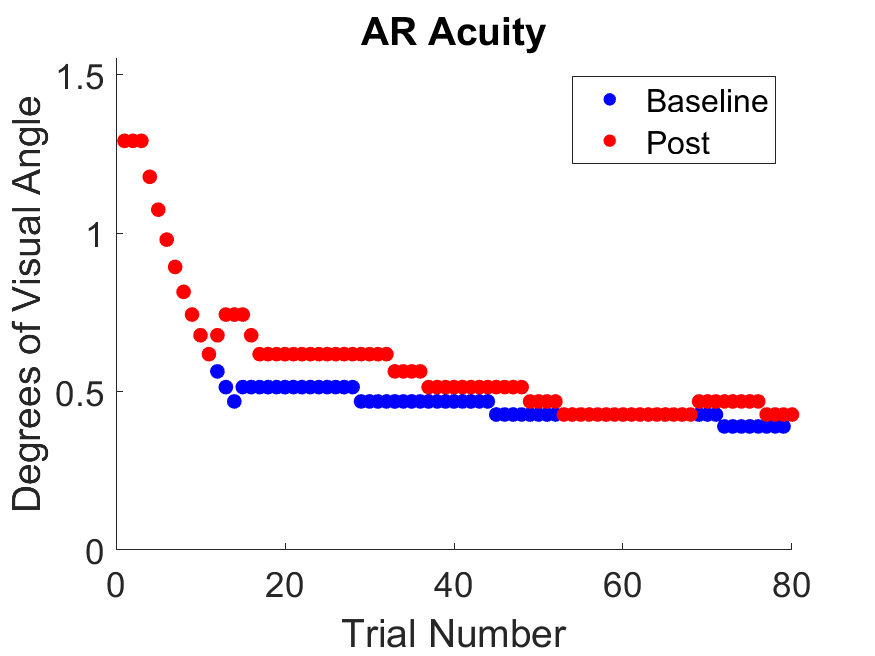 AR Acuity
Baseline
Post
Degrees of Visual Angle
1.5
1
0.5
0
0 20 40 60 80
Trial Number